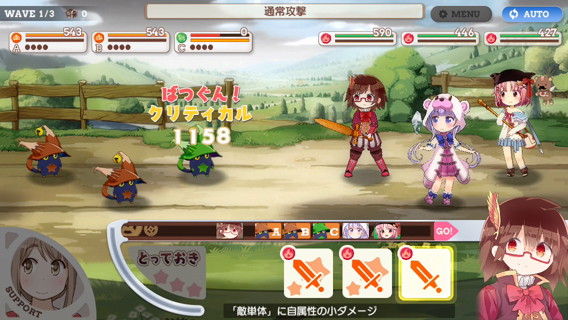 WAVE 1/3
0
通常攻撃
MENU
AUTO
543
A
543
B
0
C
590
446
427
ばつぐん!
クリティカル
1158
A
B
C
GO!
とっておき
SUPPORT
「敵単体」に自属性の小ダメージ